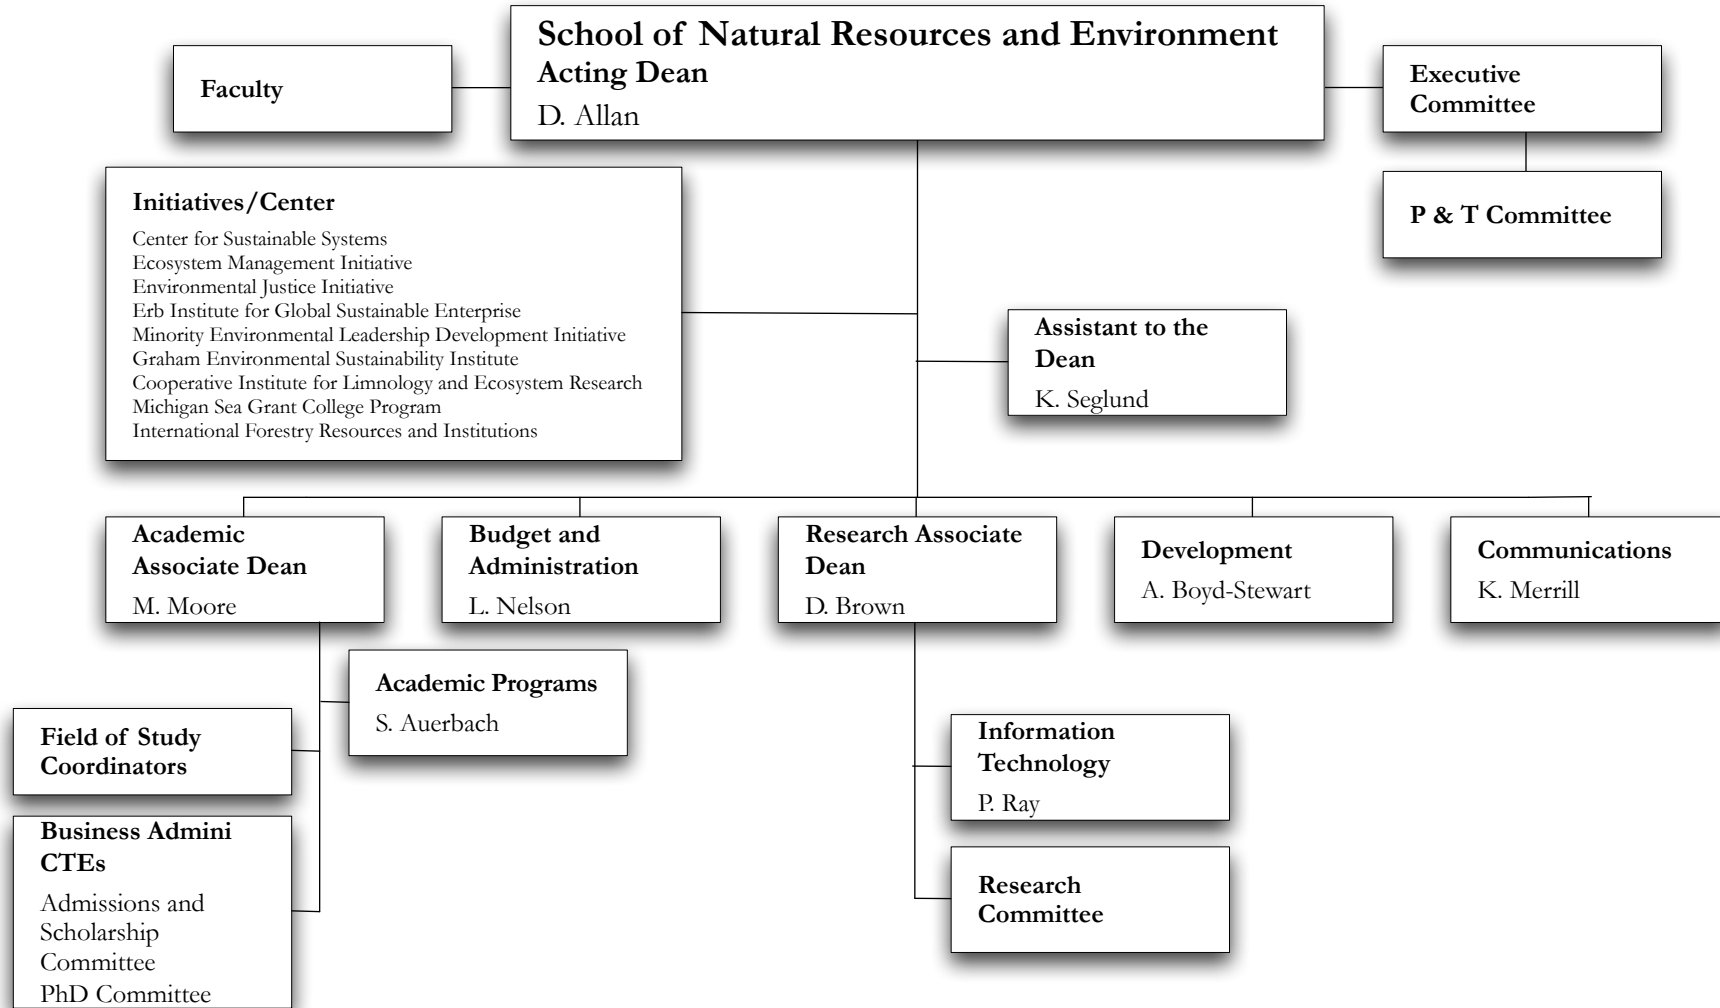 School of Natural Resources and Environment
Acting Dean
D. Allan
Faculty
Executive
Committee
P & T Committee
Initiatives/Center
Center for Sustainable Systems
Ecosystem Management Initiative
Environmental Justice Initiative
Erb Institute for Global Sustainable Enterprise
Minority Environmental Leadership Development Initiative
Graham Environmental Sustainability Institute
Cooperative Institute for Limnology and Ecosystem Research
Michigan Sea Grant College Program
International Forestry Resources and Institutions
Assistant to the
Dean
K. Seglund
Academic
Associate Dean
M. Moore
Budget and
Administration
L. Nelson
Research Associate
Dean
D. Brown
Development
A. Boyd-Stewart
Communications
K. Merrill
Academic Programs
S. Auerbach
Field of Study
Coordinators
Business Admini
CTEs
Admissions and
Scholarship
Committee
PhD Committee
Information
Technology
P. Ray
Research
Committee